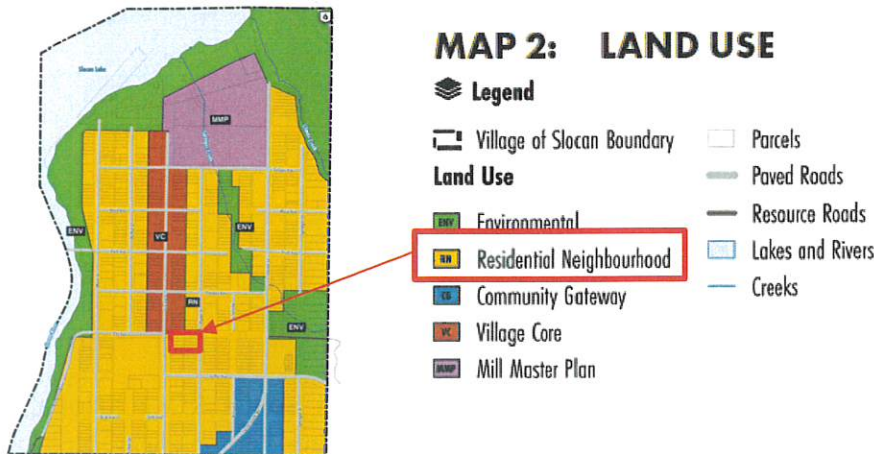 MAP 2: LAND USE
Legend
Village of Slocan Boundary
Land Use
ENV Environmental
RN Residential Neighbourhood
CG Community Gateway
VC Village Core
MMP Mill Master Plan
Parcels
Paved Roads
Resource Roads
Lakes and Rivers
Creeks
Slocan Lake
MMP
ENV
VC
ENV
RN
ENV